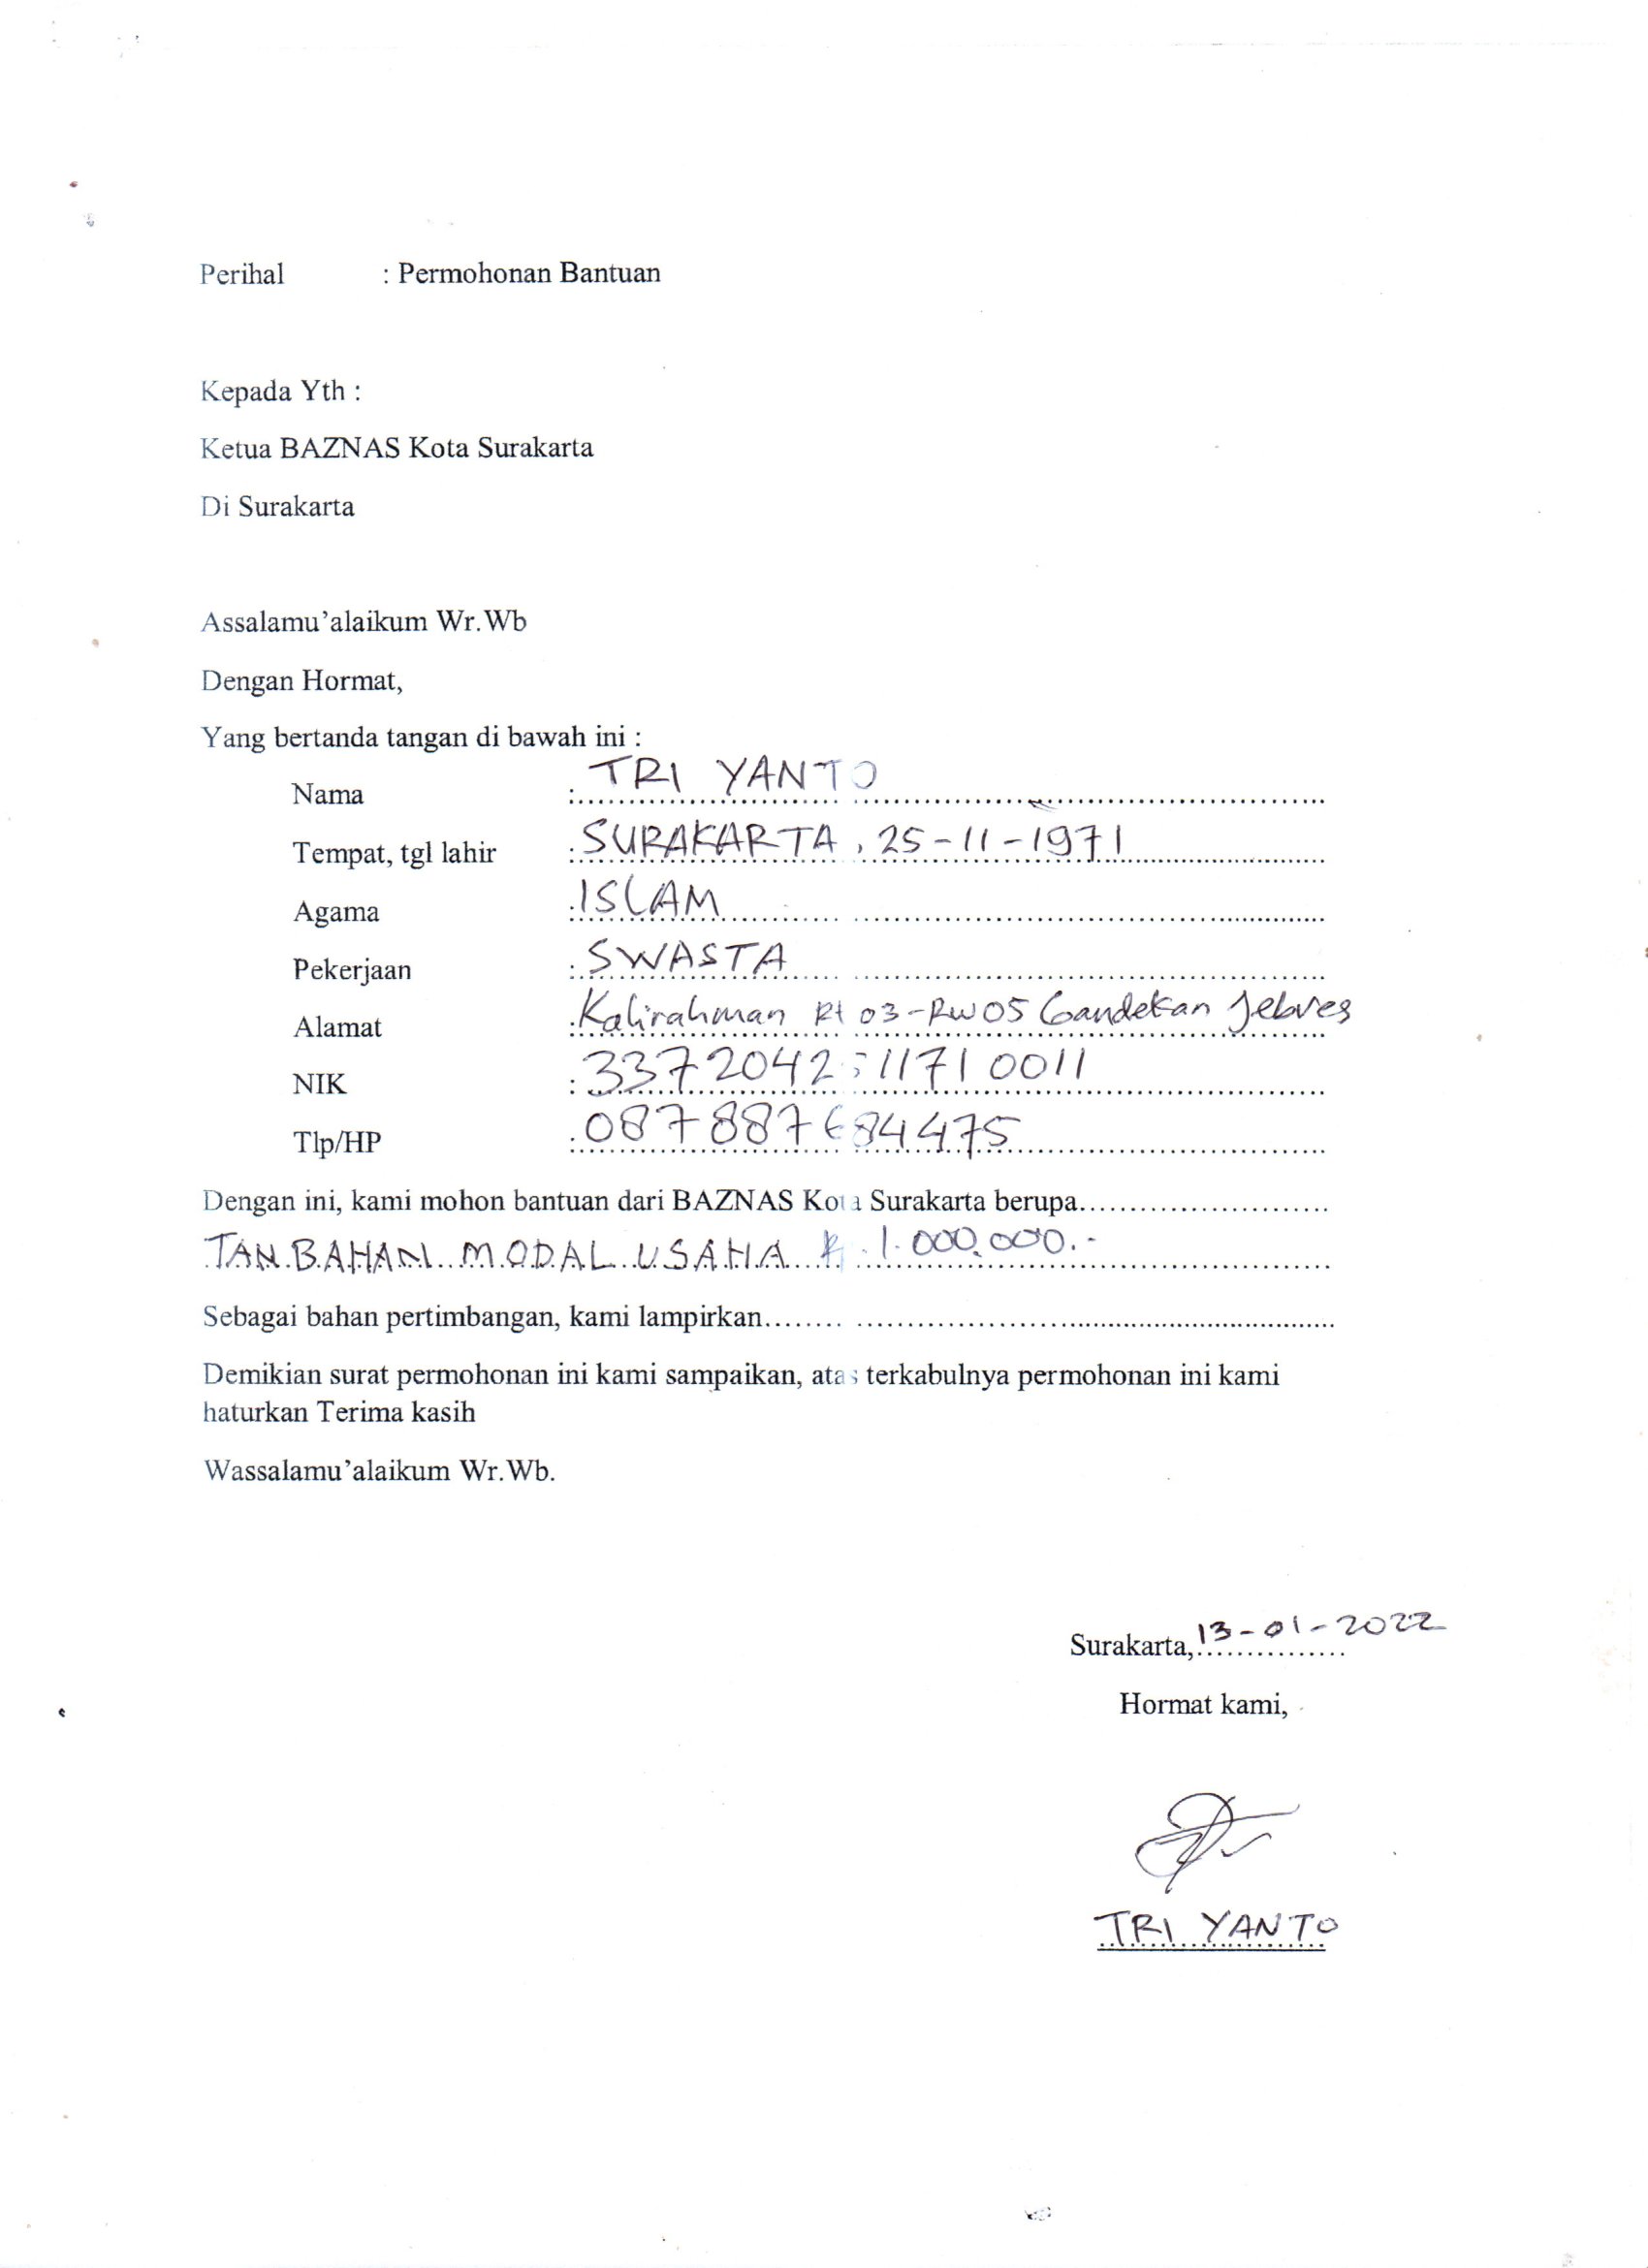 Perihal : Permohonan Bantuan
Kepada Yth :
Ketua BAZNAS Kota Surakarta
Di Surakarta
Assalamu'alaikum Wr.Wb
Dengan Hormat,
Yang bertanda tangan di bawah ini :
Nama : TRI YANTO
Tempat, tgl lahir : SURAKARTA, 25-11-1971
Agama : ISLAM
Pekerjaan : SWASTA
Alamat : Kalirahman Rt 03-RW05 Gandekan Jebres
NIK : 3372042511710011
Tlp/HP : 087887684475
Dengan ini, kami mohon bantuan dari BAZNAS Kota Surakarta berupa........................
TAN BAHAN MODAL USAHA Rp 1.000.000.-
Sebagai bahan pertimbangan, kami lampirkan........................................................
Demikian surat permohonan ini kami sampaikan, atas terkabulnya permohonan ini kami
haturkan Terima kasih
Wassalamu'alaikum Wr.Wb.
Surakarta, 13-01-2022
Hormat kami,
TRI YANTO